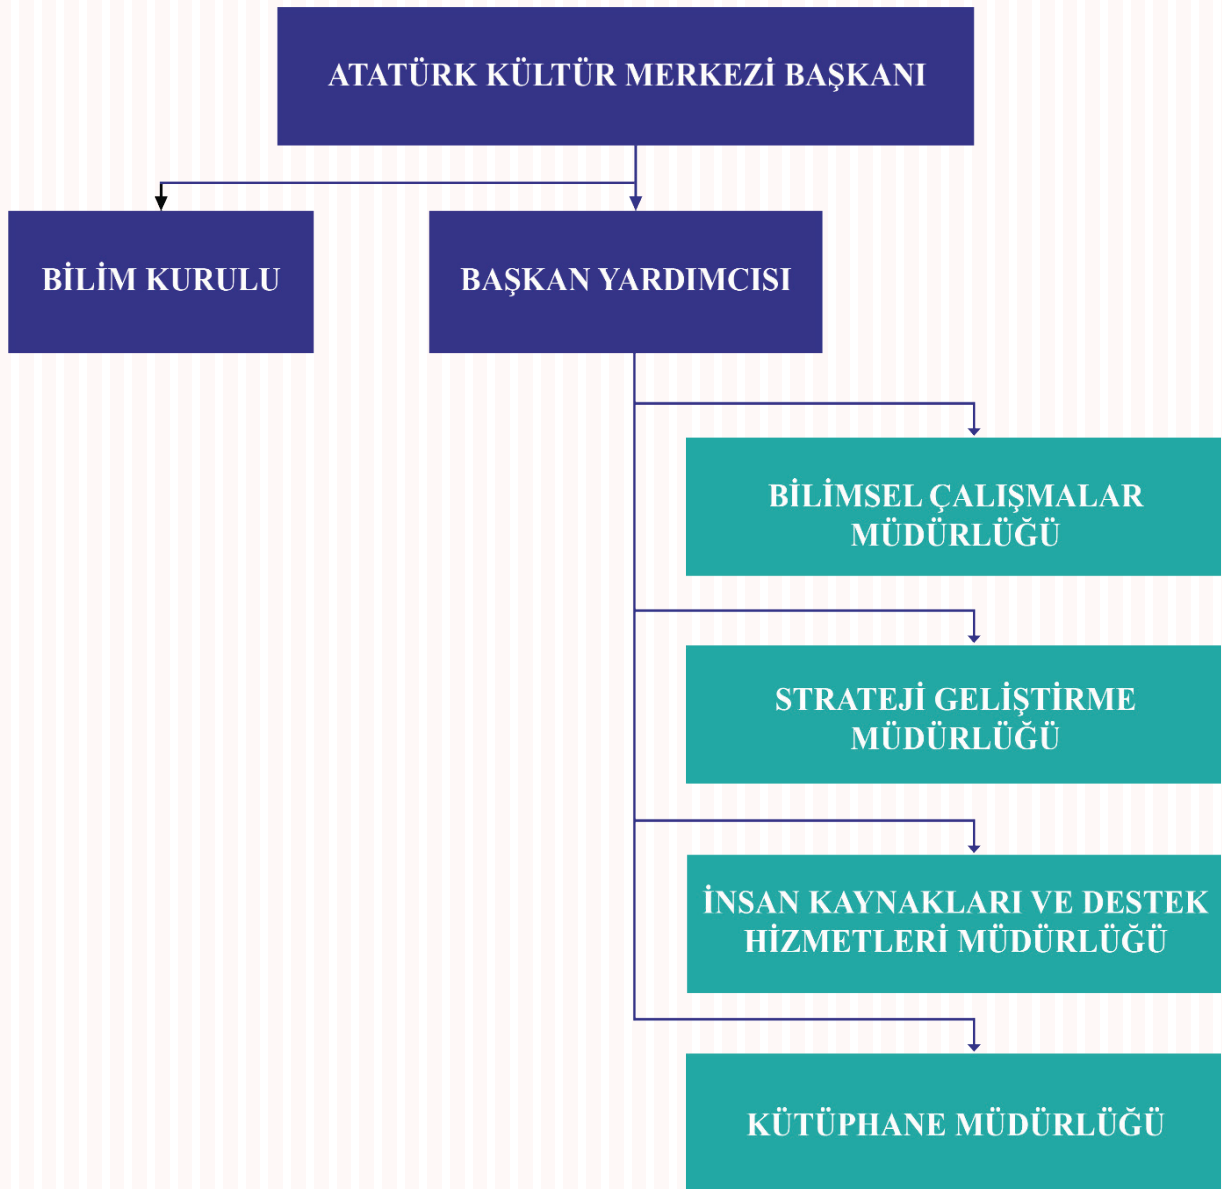 ATATÜRK KÜLTÜR MERKEZİ BAŞKANI
BİLİM KURULU
BAŞKAN YARDIMCISI
BİLİMSEL ÇALIŞMALAR
MÜDÜRLÜĞÜ
STRATEJİ GELİŞTİRME
MÜDÜRLÜĞÜ
İNSAN KAYNAKLARI VE DESTEK
HİZMETLERİ MÜDÜRLÜĞÜ
KÜTÜPHANE MÜDÜRLÜĞÜ